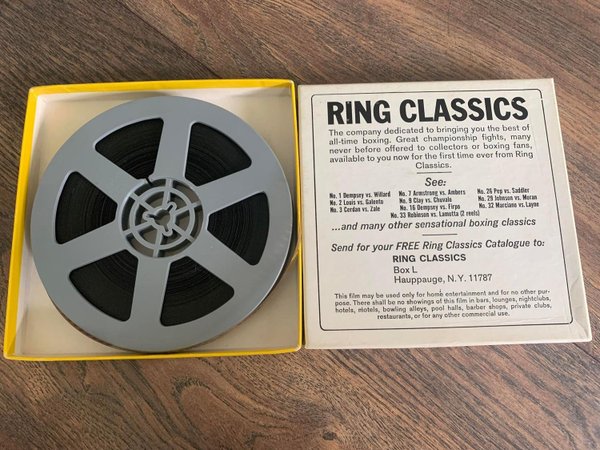 RING CLASSICS
The company dedicated to bringing you the best of
all-time boxing. Great championship fights, many
never before offered to collectors or boxing fans,
available to you now for the first time ever from Ring
Classics.
See:
No. 1 Dempsey vs. Willard No. 7 Armstrong vs. Ambers No. 26 Pep vs. Sadler
No. 2 Louis vs. Galento No. 9 Clay vs. Chuvalo No. 29 Johnson vs. Moran
No. 3 Cerdan vs. Zale No. 16 Dempsey vs. Firpo No. 32 Marciano vs. Layne
No. 33 Robinson vs. Lamotta (2 reels)
...and many other sensational boxing classics
Send for your FREE Ring Classics Catalogue to:
RING CLASSICS
Box L
Hauppauge, N.Y. 11787
This film may be used only for home entertainment and for no other pur-
pose. There shall be no showings of this film in bars, lounges, nightclubs,
hotels, motels, bowling alleys, pool halls, barber shops, private clubs,
restaurants, or for any other commercial use.